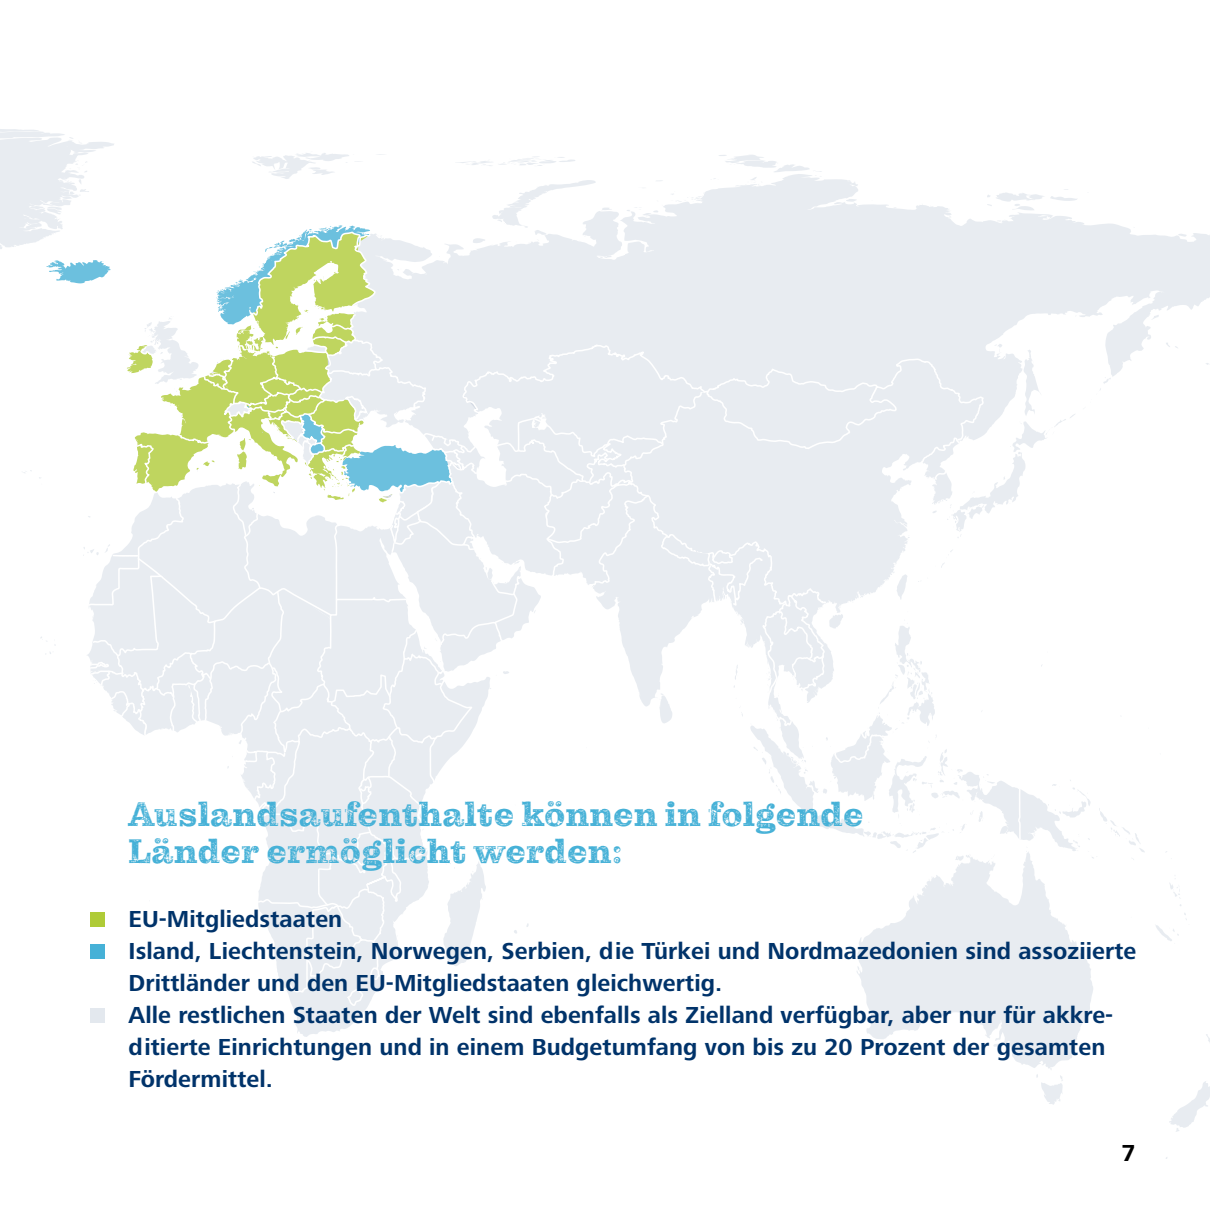 Auslandsaufenthalte können in folgende
Länder ermöglicht werden:
EU-Mitgliedstaaten
Island, Liechtenstein, Norwegen, Serbien, die Türkei und Nordmazedonien sind assoziierte
Drittländer und den EU-Mitgliedstaaten gleichwertig.
Alle restlichen Staaten der Welt sind ebenfalls als Zielland verfügbar, aber nur für akkre-
ditierte Einrichtungen und in einem Budgetumfang von bis zu 20 Prozent der gesamten
Fördermittel.
7